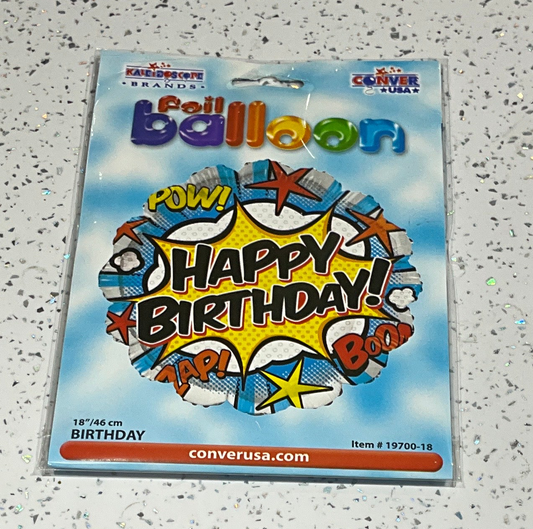 KALEIDOSCOPE
BRANDS
CONVER
USA
foil
balloon
POW!
HAPPY
BIRTHDAY!
ZAP!
BOO
18"/46 cm
BIRTHDAY
Item # 19700-18
converusa.com